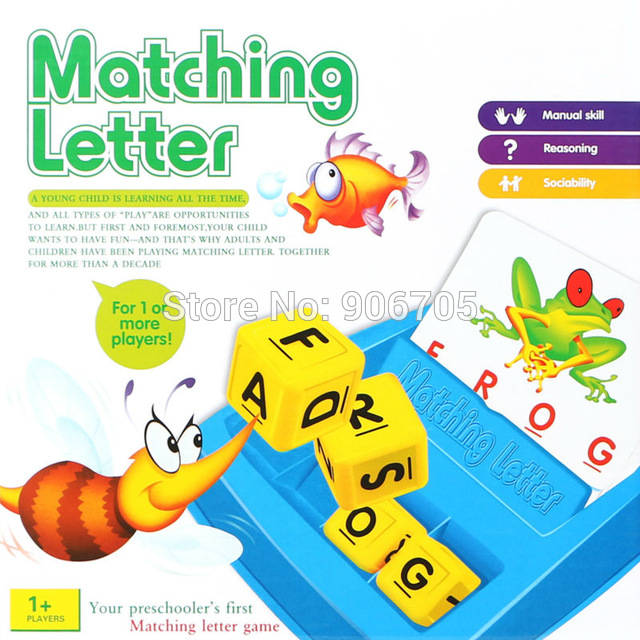 Matching
Letter
Manual skill
?
Reasoning
Sociability
A YOUNG CHILD IS LEARNING ALL THE TIME,
AND ALL TYPES OF "PLAY"ARE OPPORTUNITIES
TO LEARN.BUT FIRST AND FOREMOST,YOUR CHILD
WANTS TO HAVE FUN—AND THAT'S WHY ADULTS AND
CHILDREN HAVE BEEN PLAYING MATCHING LETTER. TOGETHER
FOR MORE THAN A DECADE
Store No: 906705
For 1 or
more
players!
F R O G
Matching Letter
F
A D
R
S
O
G
1+
PLAYERS
Your preschooler's first
Matching letter game